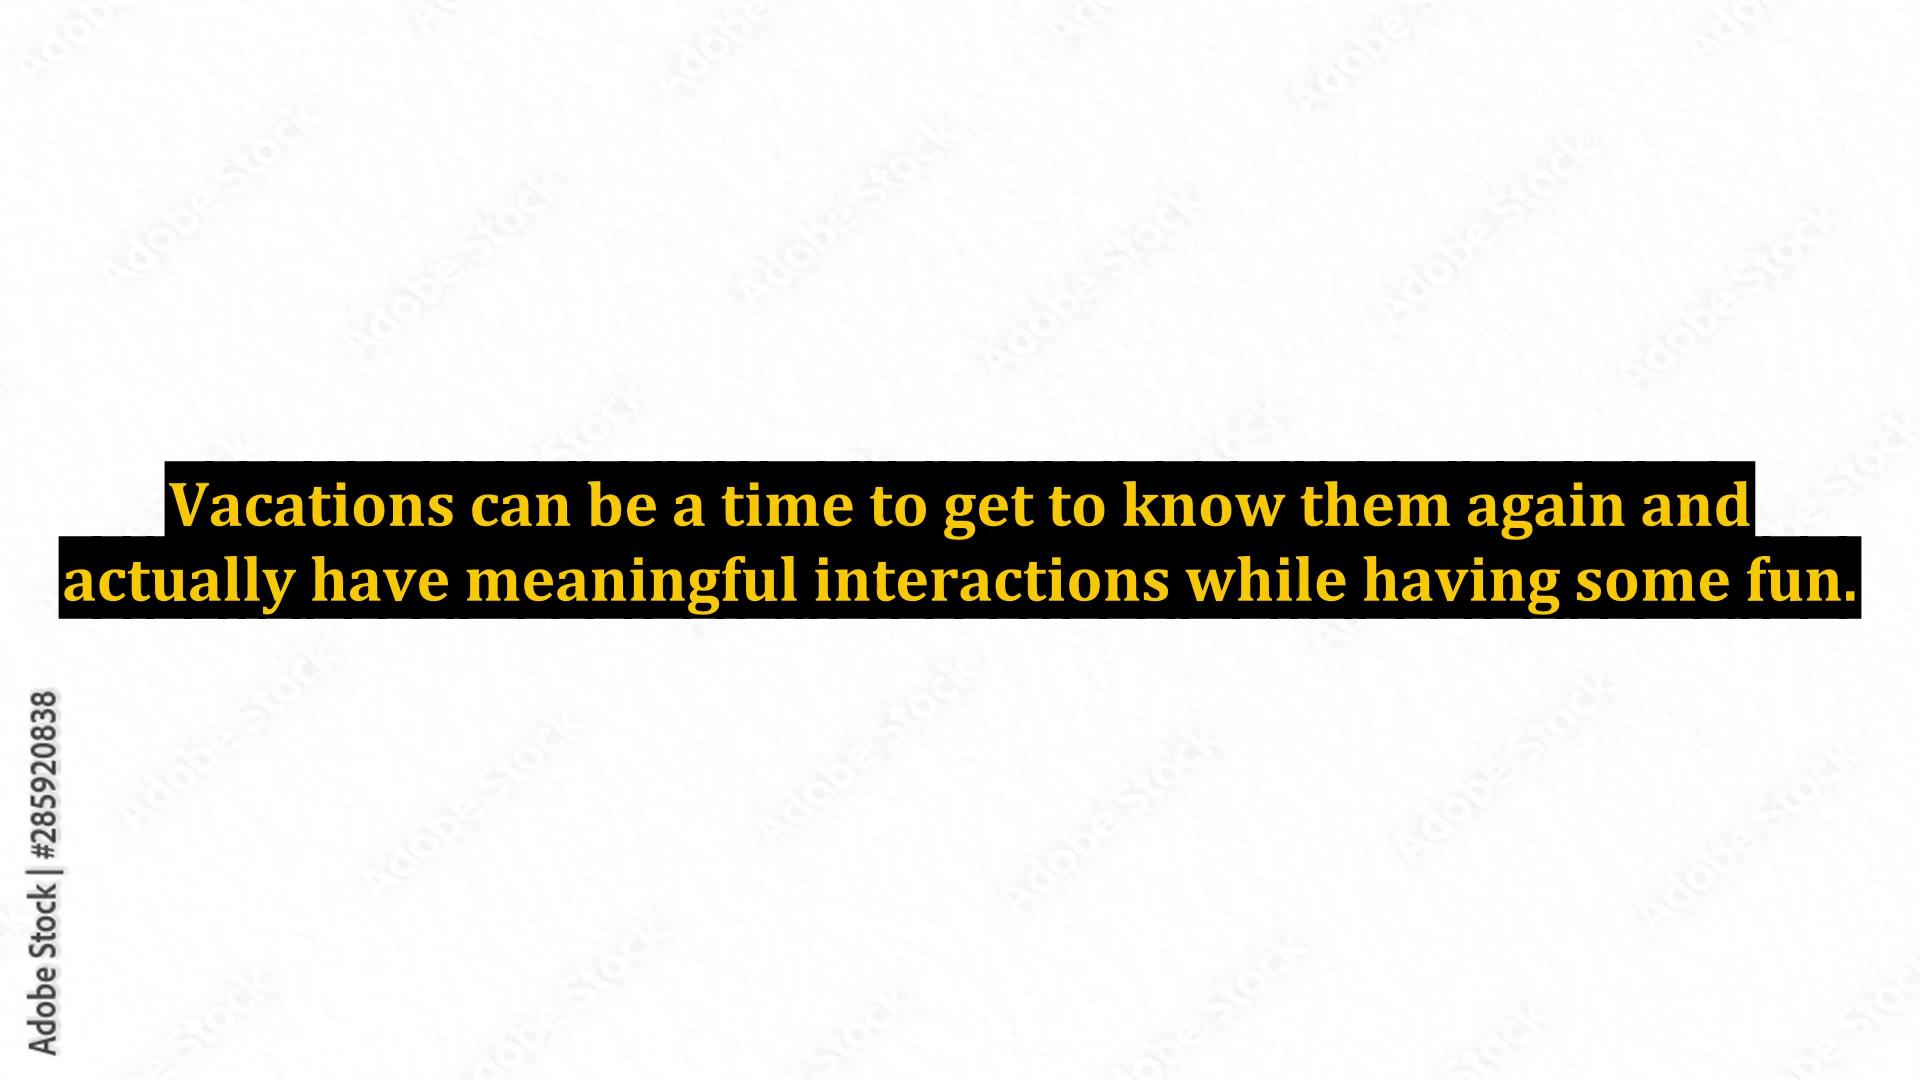 Vacations can be a time to get to know them again and
actually have meaningful interactions while having some fun.
Adobe Stock | #285920838